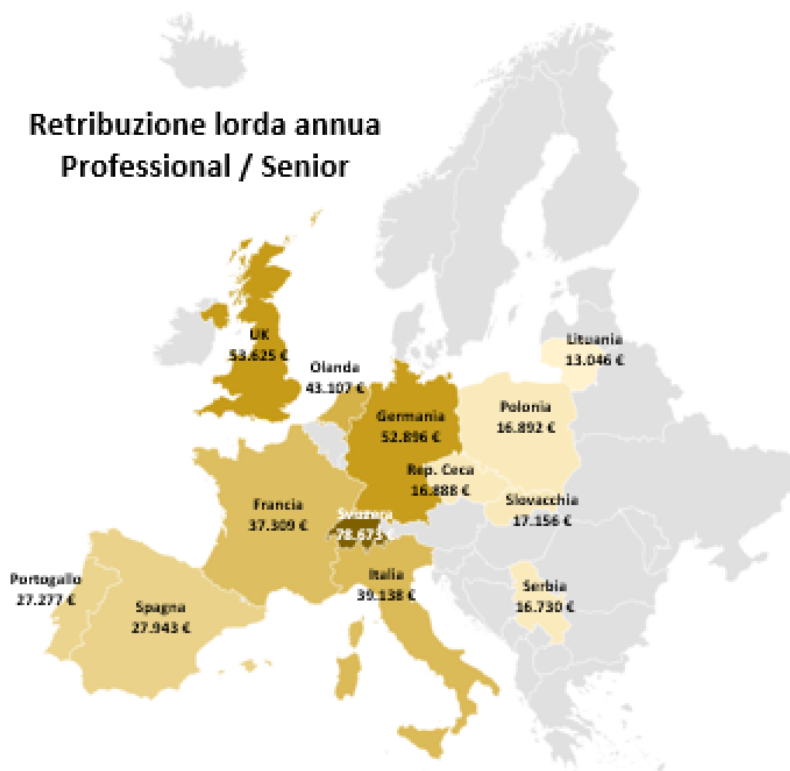 Retribuzione lorda annua
Professional / Senior
UK
53.625 €
Olanda
43.107 €
Lituania
13.046 €
Germania
52.896 €
Polonia
16.892 €
Rep. Ceca
16.888 €
Slovacchia
17.156 €
Francia
37.309 €
Svizzera
78.673 €
Italia
39.138 €
Serbia
16.730 €
Portogallo
27.277 €
Spagna
27.943 €